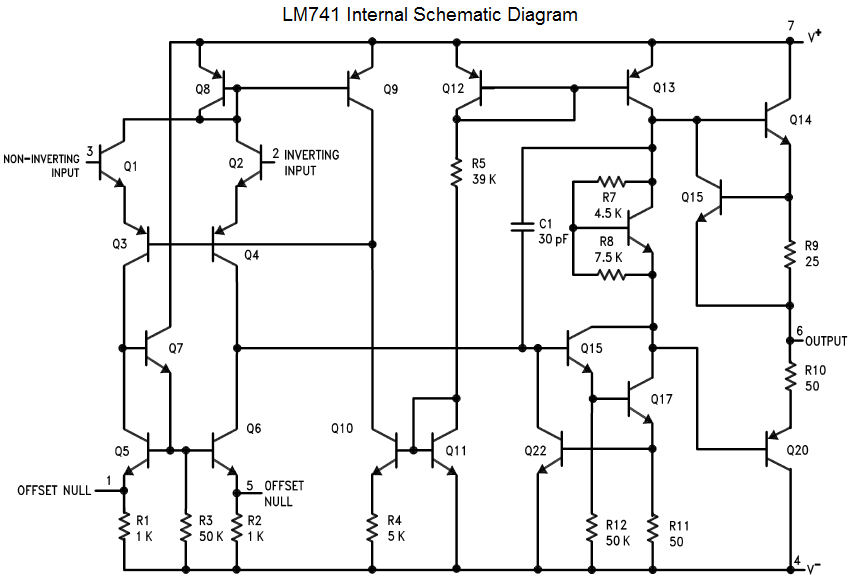 LM741 Internal Schematic Diagram
7
V+
Q8
Q9
Q12
Q13
Q14
3
NON-INVERTING
INPUT
Q1
Q2
2 INVERTING
INPUT
R5
39 K
R7
4.5 K
Q15
C1
30 pF
R8
7.5 K
Q3
Q4
R9
25
6
OUTPUT
Q7
Q15
R10
50
Q17
Q5
Q6
Q10
Q11
Q22
Q20
1
OFFSET NULL
5 OFFSET
NULL
R1
1 K
R3
50 K
R2
1 K
R4
5 K
R12
50 K
R11
50
4
V−